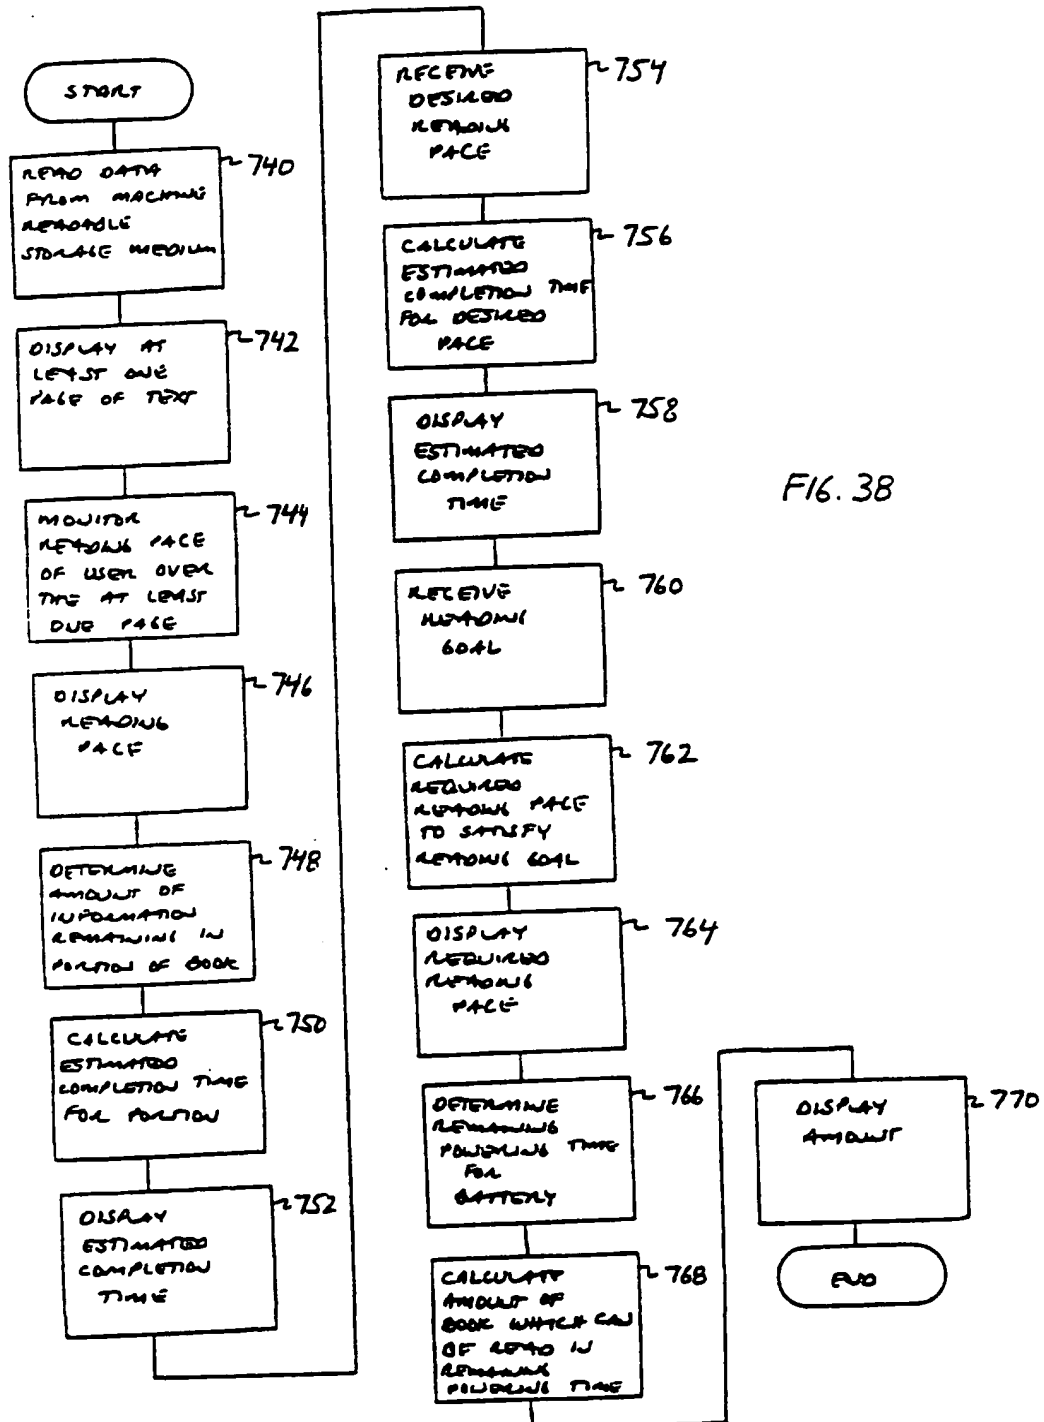 START
740
READ DATA
FROM MACHINE
READABLE
STORAGE MEDIUM
742
DISPLAY AT
LEAST ONE
PAGE OF TEXT
744
MONITOR
READING PACE
OF USER OVER
THE AT LEAST
ONE PAGE
746
DISPLAY
READING
PACE
748
DETERMINE
AMOUNT OF
INFORMATION
REMAINING IN
PORTION OF BOOK
750
CALCULATE
ESTIMATED
COMPLETION TIME
FOR PORTION
752
DISPLAY
ESTIMATED
COMPLETION
TIME
754
RECEIVE
DESIRED
READING
PACE
756
CALCULATE
ESTIMATED
COMPLETION TIME
FOR DESIRED
PACE
758
DISPLAY
ESTIMATED
COMPLETION
TIME
760
RECEIVE
READING
GOAL
762
CALCULATE
REQUIRED
READING PACE
TO SATISFY
READING GOAL
764
DISPLAY
REQUIRED
READING
PACE
766
DETERMINE
REMAINING
POWERING TIME
FOR
BATTERY
768
CALCULATE
AMOUNT OF
BOOK WHICH CAN
BE READ IN
REMAINING
POWERING TIME
770
DISPLAY
AMOUNT
END
FIG. 38